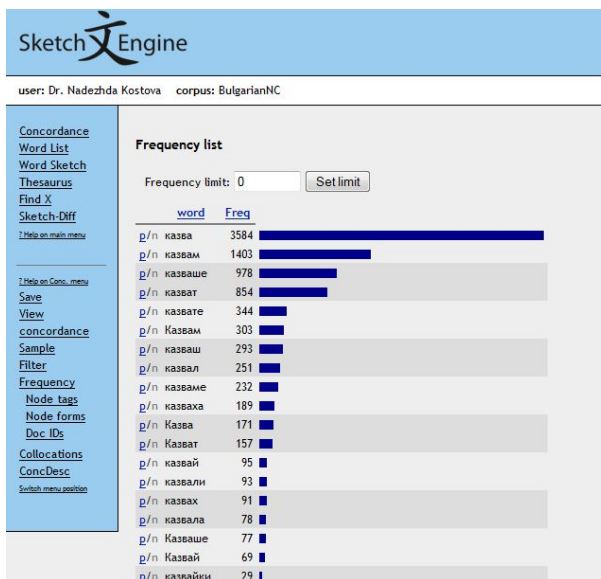 Sketch 文 Engine
user: Dr. Nadezhda Kostova corpus: BulgarianNC
Concordance
Word List
Word Sketch
Thesaurus
Find X
Sketch-Diff
? Help on main menu
? Help on Conc. menu
Save
View
concordance
Sample
Filter
Frequency
Node tags
Node forms
Doc IDs
Collocations
ConcDesc
Switch menu position
Frequency list
Frequency limit: 0 Set limit
word Freq
p/n казва 3584
p/n казвам 1403
p/n казваше 978
p/n казват 854
p/n казвате 344
p/n Казвам 303
p/n казваш 293
p/n казвал 251
p/n казваме 232
p/n казваха 189
p/n Казва 171
p/n Казват 157
p/n казвай 95
p/n казвали 93
p/n казвах 91
p/n казвала 78
p/n Казваше 77
p/n Казвай 69
p/n казвайки 29